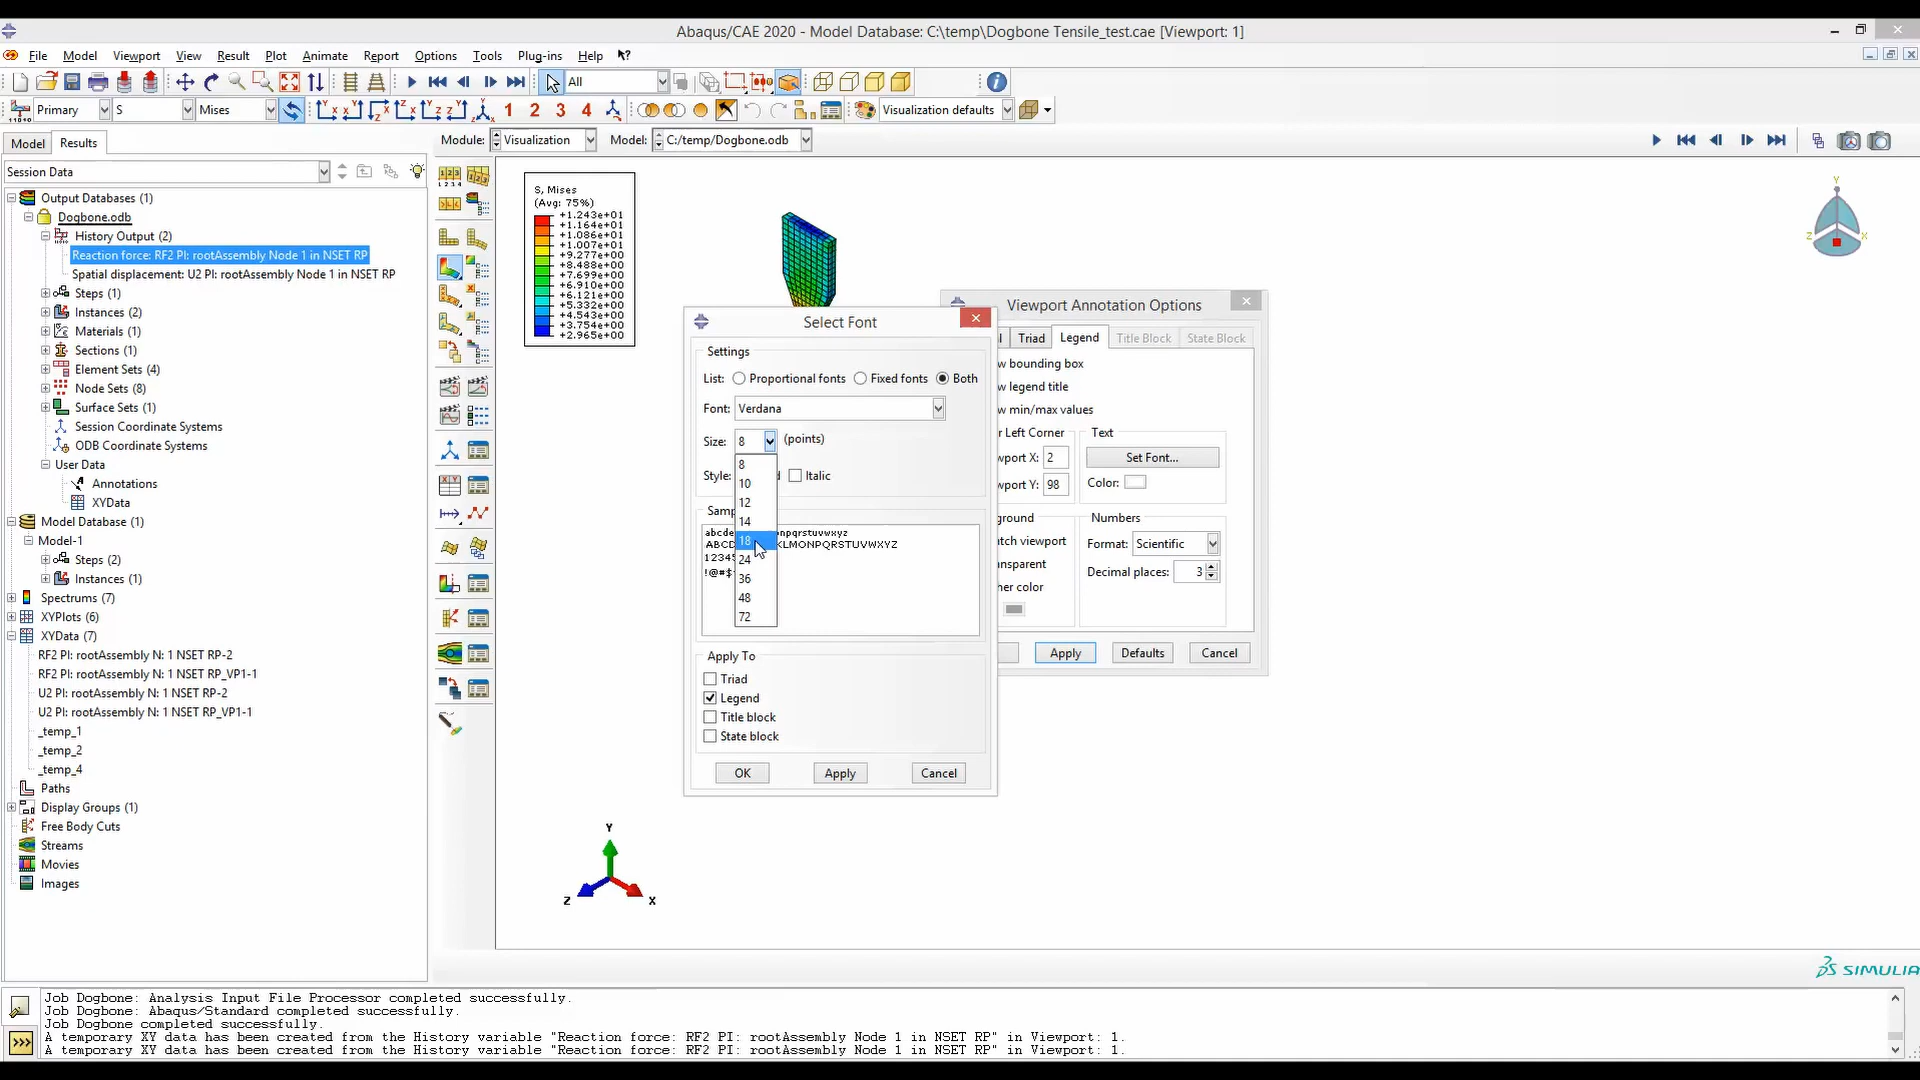 Abaqus/CAE 2020 - Model Database: C:\temp\Dogbone Tensile_test.cae [Viewport: 1]
File Model Viewport View Result Plot Animate Report Options Tools Plug-ins Help
All
Primary S Mises 1 2 3 4 Visualization defaults
Model Results
Module: Visualization Model: C:/temp/Dogbone.odb
Session Data
Output Databases (1)
Dogbone.odb
History Output (2)
Reaction force: RF2 PI: rootAssembly Node 1 in NSET RP
Spatial displacement: U2 PI: rootAssembly Node 1 in NSET RP
Steps (1)
Instances (2)
Materials (1)
Sections (1)
Element Sets (4)
Node Sets (8)
Surface Sets (1)
Session Coordinate Systems
ODB Coordinate Systems
User Data
Annotations
XYData
Model Database (1)
Model-1
Steps (2)
Instances (1)
Spectrums (7)
XYPlots (6)
XYData (7)
RF2 PI: rootAssembly N: 1 NSET RP-2
RF2 PI: rootAssembly N: 1 NSET RP_VP1-1
U2 PI: rootAssembly N: 1 NSET RP-2
U2 PI: rootAssembly N: 1 NSET RP_VP1-1
_temp_1
_temp_2
_temp_4
Paths
Display Groups (1)
Free Body Cuts
Streams
Movies
Images
S, Mises
(Avg: 75%)
+1.243e+01
+1.164e+01
+1.086e+01
+1.007e+01
+9.277e+00
+8.488e+00
+7.699e+00
+6.910e+00
+6.121e+00
+5.332e+00
+4.543e+00
+3.754e+00
+2.965e+00
Y
Z X
Select Font
Settings
List: Proportional fonts Fixed fonts Both
Font: Verdana
Size: 8 (points)
8
10
12
14
18
24
36
48
72
Style: Italic
abcde nopqrstuvwxyz
ABCD KLMONPQRSTUVWXYZ
12345
!@#$
Apply To
Triad
Legend
Title block
State block
OK Apply Cancel
Viewport Annotation Options
Triad Legend Title Block State Block
w bounding box
w legend title
w min/max values
r Left Corner
wport X: 2
wport Y: 98
Text
Set Font...
Color:
ground
tch viewport
nsparent
her color
Numbers
Format: Scientific
Decimal places: 3
Apply Defaults Cancel
Y
Z X
SIMULIA
Job Dogbone: Analysis Input File Processor completed successfully.
Job Dogbone: Abaqus/Standard completed successfully.
Job Dogbone completed successfully.
A temporary XY data has been created from the History variable "Reaction force: RF2 PI: rootAssembly Node 1 in NSET RP" in Viewport: 1.
A temporary XY data has been created from the History variable "Reaction force: RF2 PI: rootAssembly Node 1 in NSET RP" in Viewport: 1.
>>>